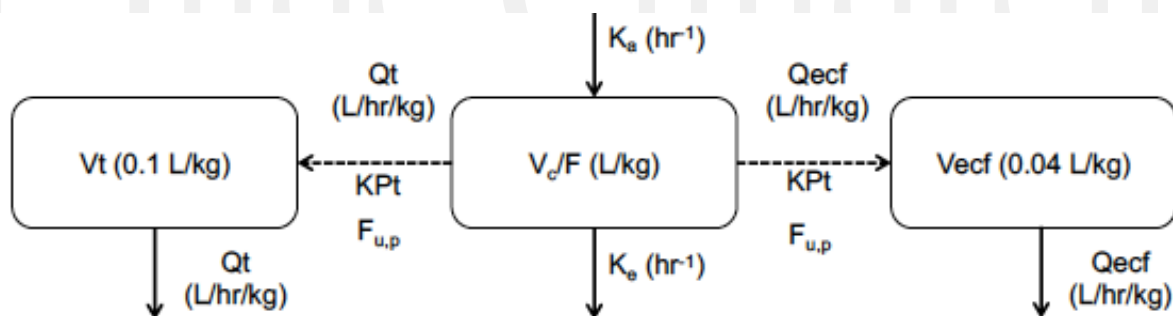 Kₐ (hr⁻¹)
Qt
(L/hr/kg)
Qecf
(L/hr/kg)
Vt (0.1 L/kg)
V꜀/F (L/kg)
Vecf (0.04 L/kg)
KPt
Fᵤ,ₚ
KPt
Fᵤ,ₚ
Qt
(L/hr/kg)
Kₑ (hr⁻¹)
Qecf
(L/hr/kg)